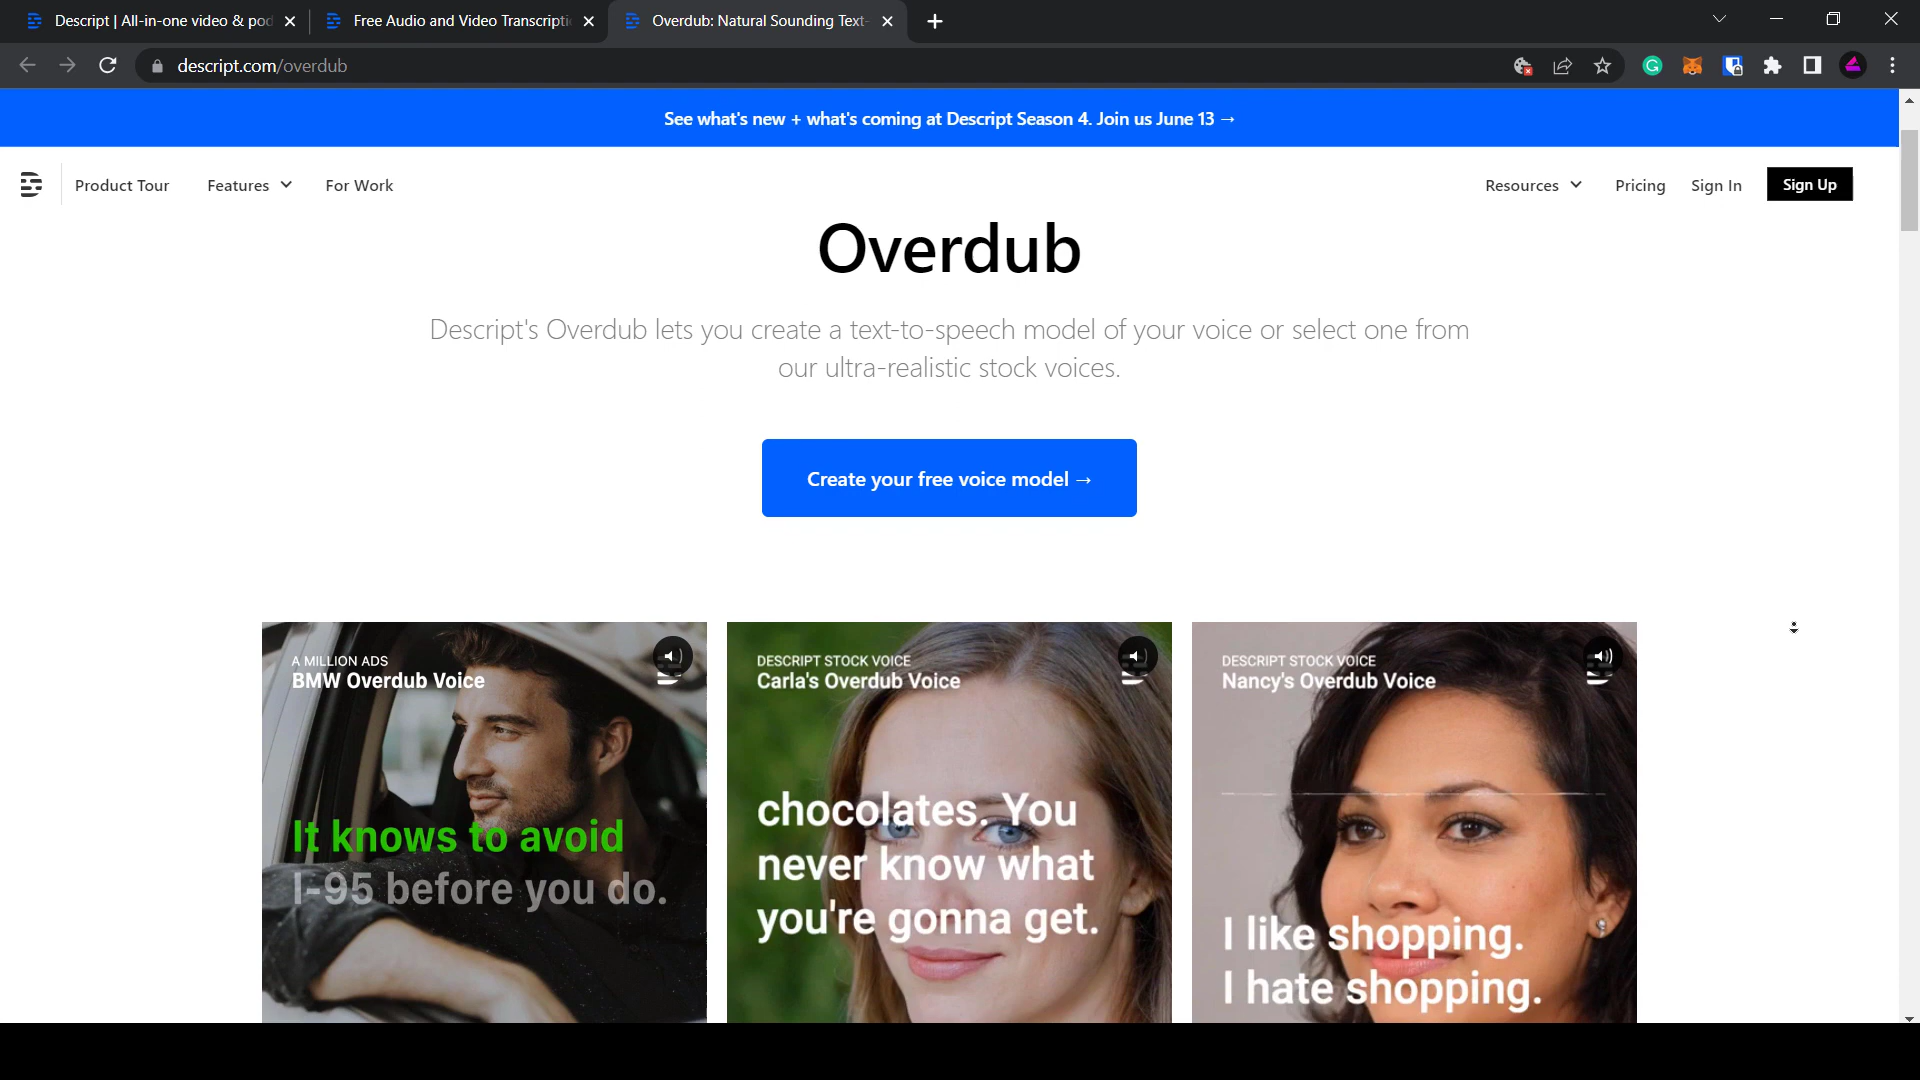 Descript | All-in-one video & pod
Free Audio and Video Transcripti
Overdub: Natural Sounding Text-
descript.com/overdub
See what's new + what's coming at Descript Season 4. Join us June 13 →
Product Tour
Features
For Work
Resources
Pricing
Sign In
Sign Up
Overdub
Descript's Overdub lets you create a text-to-speech model of your voice or select one from
our ultra-realistic stock voices.
Create your free voice model →
A MILLION ADS
BMW Overdub Voice
It knows to avoid
I-95 before you do.
DESCRIPT STOCK VOICE
Carla's Overdub Voice
chocolates. You
never know what
you're gonna get.
DESCRIPT STOCK VOICE
Nancy's Overdub Voice
I like shopping.
I hate shopping.